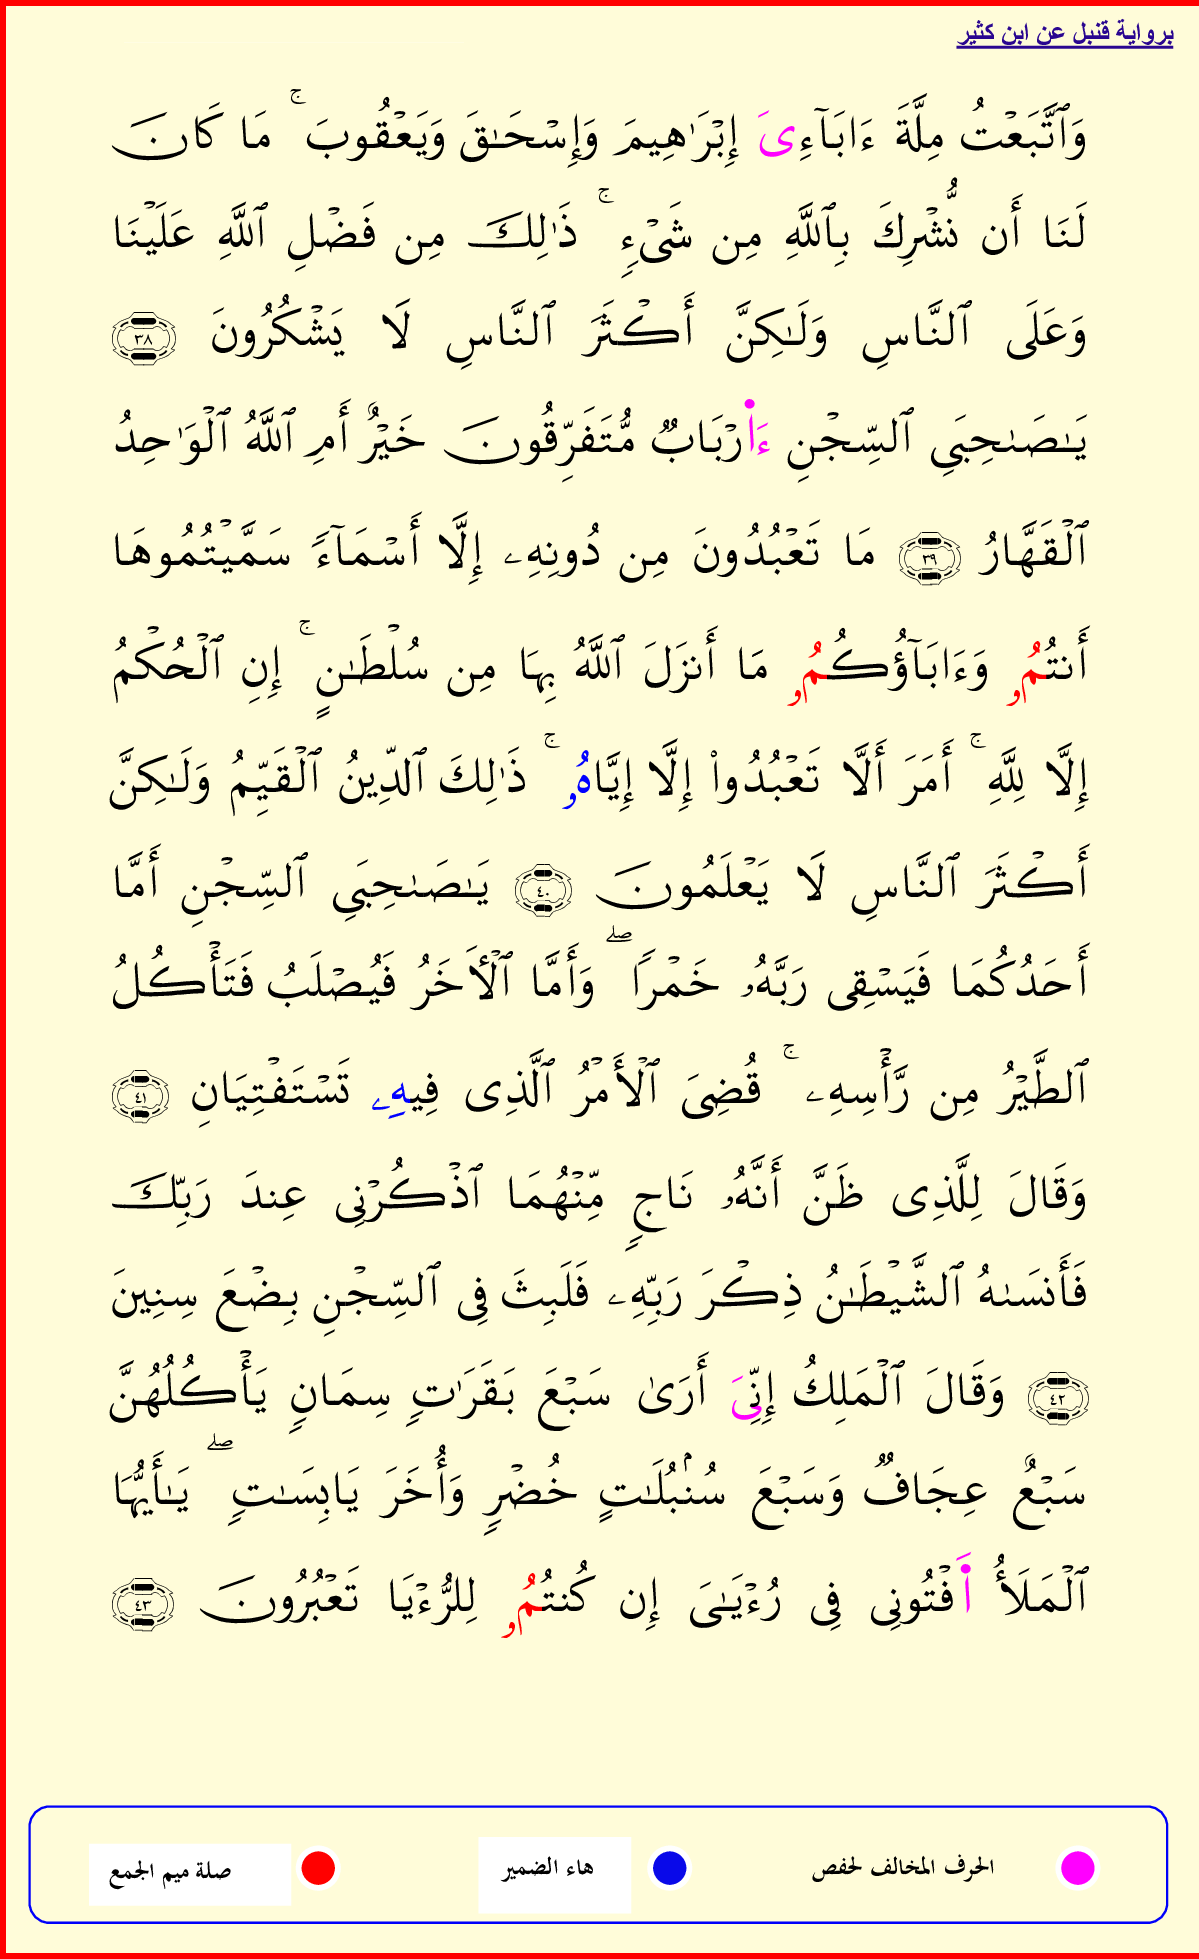 برواية قنبل عن ابن كثير
وَٱتَّبَعْتُ مِلَّةَ ءَابَآءِىَ إِبْرَٰهِيمَ وَإِسْحَـٰقَ وَيَعْقُوبَ ۚ مَا كَانَ
لَنَا أَن نُّشْرِكَ بِٱللَّهِ مِن شَىْءٍ ۚ ذَٰلِكَ مِن فَضْلِ ٱللَّهِ عَلَيْنَا
وَعَلَى ٱلنَّاسِ وَلَـٰكِنَّ أَكْثَرَ ٱلنَّاسِ لَا يَشْكُرُونَ ٣٨
يَـٰصَـٰحِبَىِ ٱلسِّجْنِ ءَا۬رْبَابٌ مُّتَفَرِّقُونَ خَيْرٌ أَمِ ٱللَّهُ ٱلْوَٰحِدُ
ٱلْقَهَّارُ ٣٩ مَا تَعْبُدُونَ مِن دُونِهِۦ إِلَّا أَسْمَآءً سَمَّيْتُمُوهَا
أَنتُمُۥ وَءَابَآؤُكُمُۥ مَا أَنزَلَ ٱللَّهُ بِهَا مِن سُلْطَـٰنٍ ۚ إِنِ ٱلْحُكْمُ
إِلَّا لِلَّهِ ۚ أَمَرَ أَلَّا تَعْبُدُوا۟ إِلَّا إِيَّاهُۥ ۚ ذَٰلِكَ ٱلدِّينُ ٱلْقَيِّمُ وَلَـٰكِنَّ
أَكْثَرَ ٱلنَّاسِ لَا يَعْلَمُونَ ٤٠ يَـٰصَـٰحِبَىِ ٱلسِّجْنِ أَمَّا
أَحَدُكُمَا فَيَسْقِى رَبَّهُۥ خَمْرًا ۖ وَأَمَّا ٱلْأَخَرُ فَيُصْلَبُ فَتَأْكُلُ
ٱلطَّيْرُ مِن رَّأْسِهِۦ ۚ قُضِىَ ٱلْأَمْرُ ٱلَّذِى فِيهِۦ تَسْتَفْتِيَانِ ٤١
وَقَالَ لِلَّذِى ظَنَّ أَنَّهُۥ نَاجٍ مِّنْهُمَا ٱذْكُرْنِى عِندَ رَبِّكَ
فَأَنسَىٰهُ ٱلشَّيْطَـٰنُ ذِكْرَ رَبِّهِۦ فَلَبِثَ فِى ٱلسِّجْنِ بِضْعَ سِنِينَ
٤٢ وَقَالَ ٱلْمَلِكُ إِنِّىَ أَرَىٰ سَبْعَ بَقَرَٰتٍ سِمَانٍ يَأْكُلُهُنَّ
سَبْعٌ عِجَافٌ وَسَبْعَ سُنۢبُلَـٰتٍ خُضْرٍ وَأُخَرَ يَابِسَـٰتٍ ۖ يَـٰأَيُّهَا
ٱلْمَلَأُ اَ۬فْتُونِى فِى رُءْيَـٰىَ إِن كُنتُمُۥ لِلرُّءْيَا تَعْبُرُونَ ٤٣
الحرف المخالف لحفص هاء الضمير صلة ميم الجمع